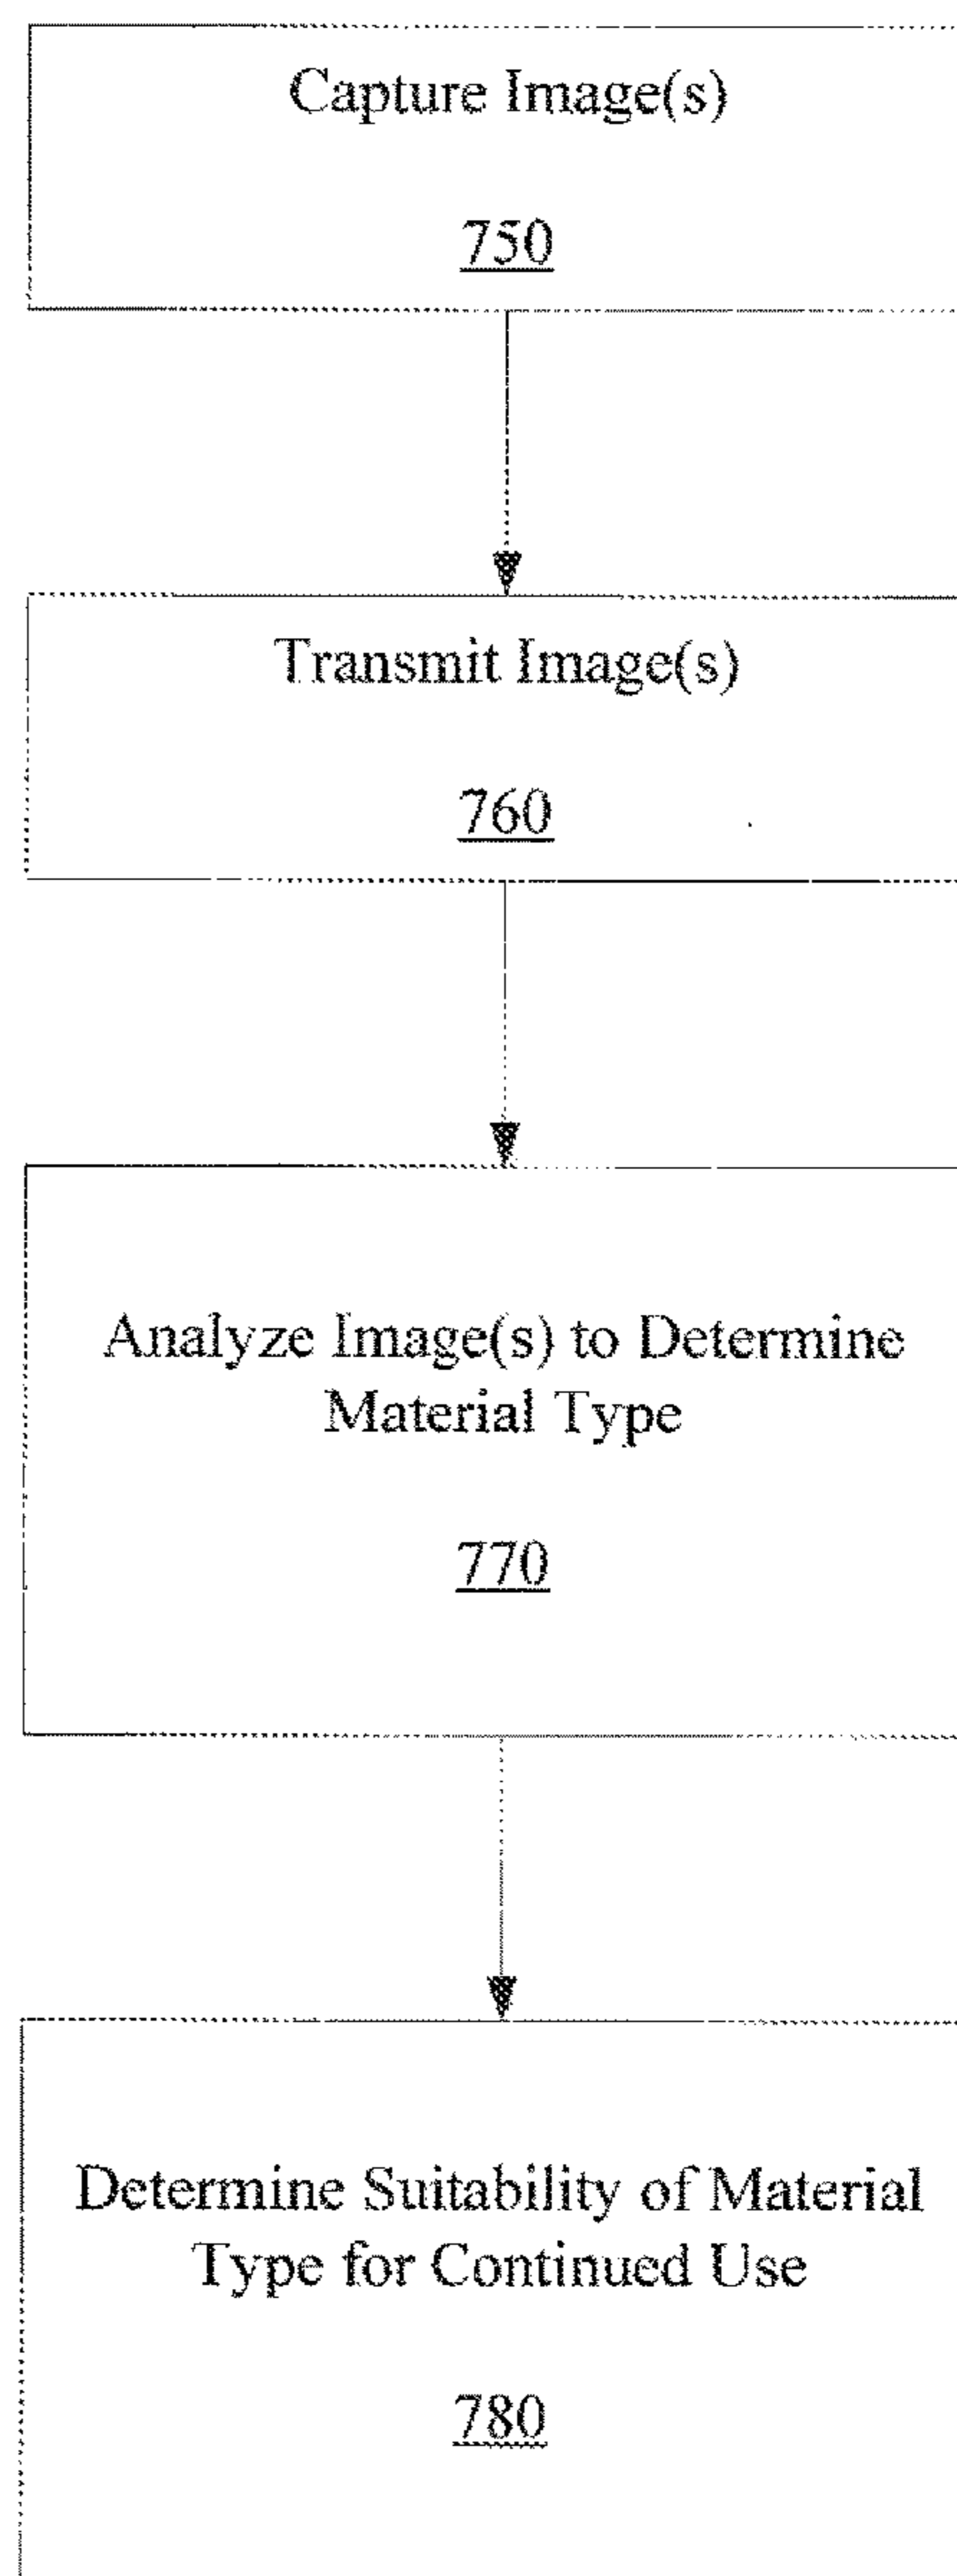 Capture Image(s)
750
Transmit Image(s)
760
Analyze Image(s) to Determine
Material Type
770
Determine Suitability of Material
Type for Continued Use
780